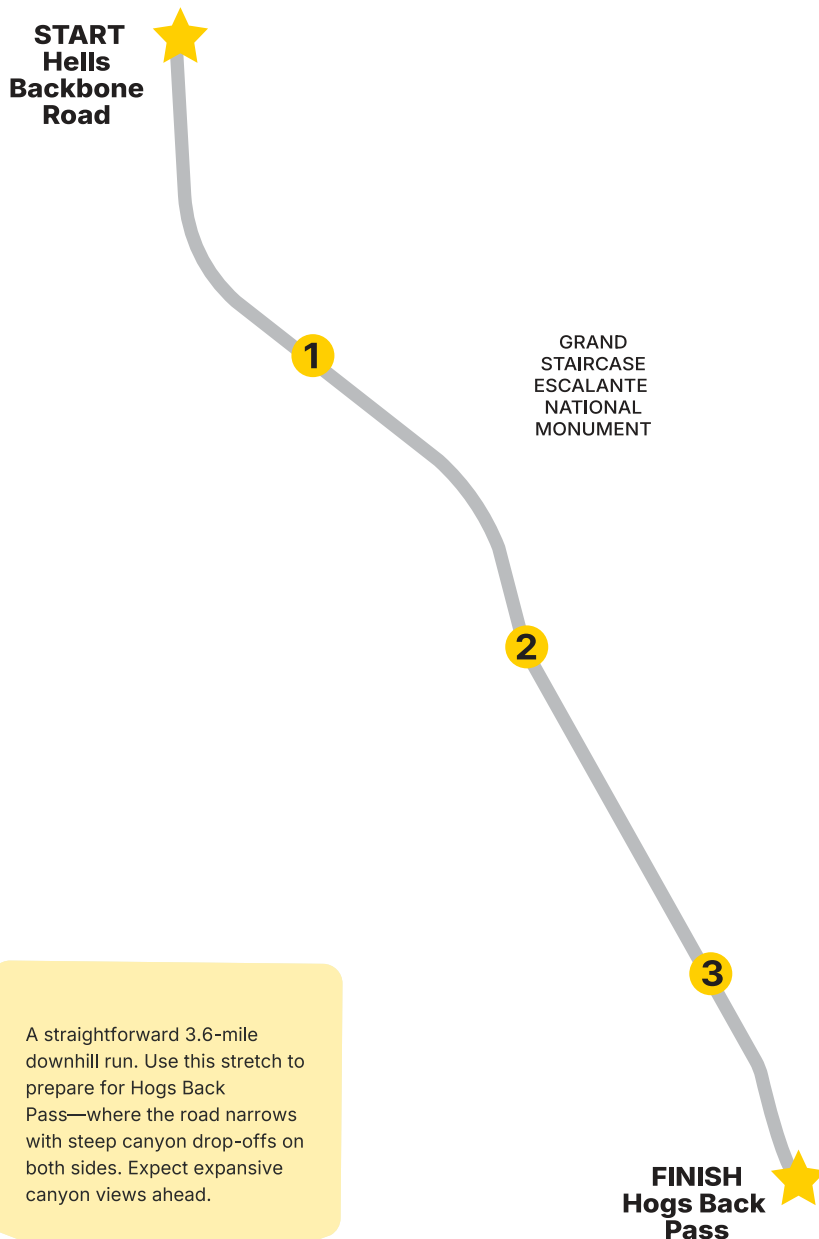 START
Hells
Backbone
Road
1
GRAND
STAIRCASE
ESCALANTE
NATIONAL
MONUMENT
2
3
A straightforward 3.6-mile
downhill run. Use this stretch to
prepare for Hogs Back
Pass—where the road narrows
with steep canyon drop-offs on
both sides. Expect expansive
canyon views ahead.
FINISH
Hogs Back
Pass